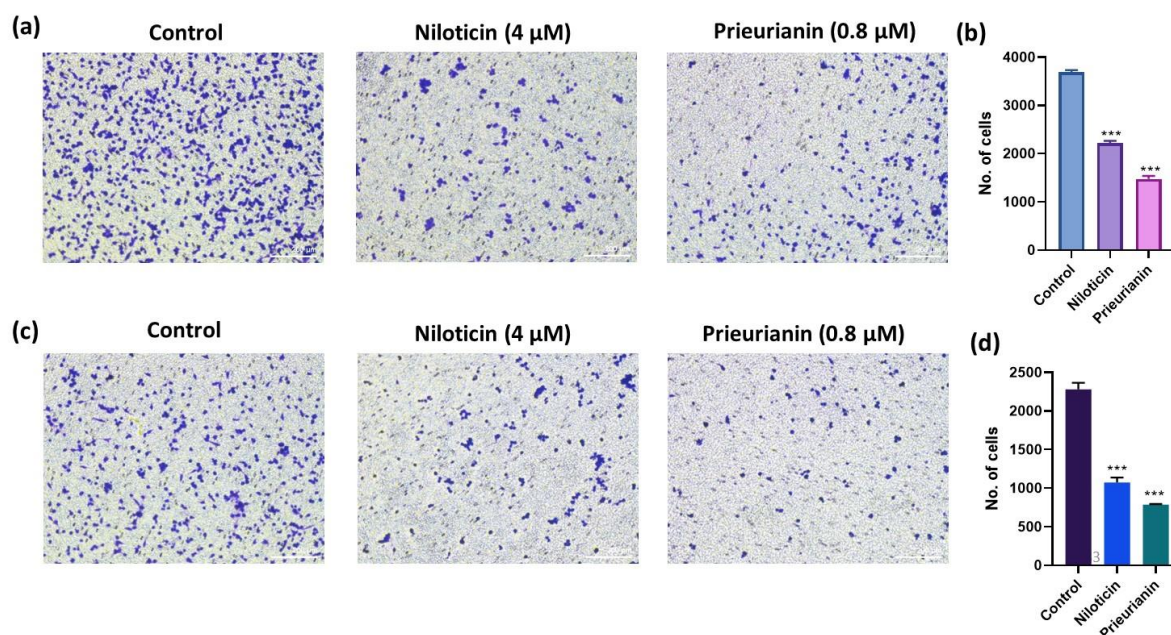 (a)
Control
Niloticin (4 μM)
Prieurianin (0.8 μM)
(b)
No. of cells
4000
3000
2000
1000
0
***
***
Control
Niloticin
Prieurianin
(c)
Control
Niloticin (4 μM)
Prieurianin (0.8 μM)
(d)
No. of cells
2500
2000
1500
1000
500
0
***
***
3
Control
Niloticin
Prieurianin